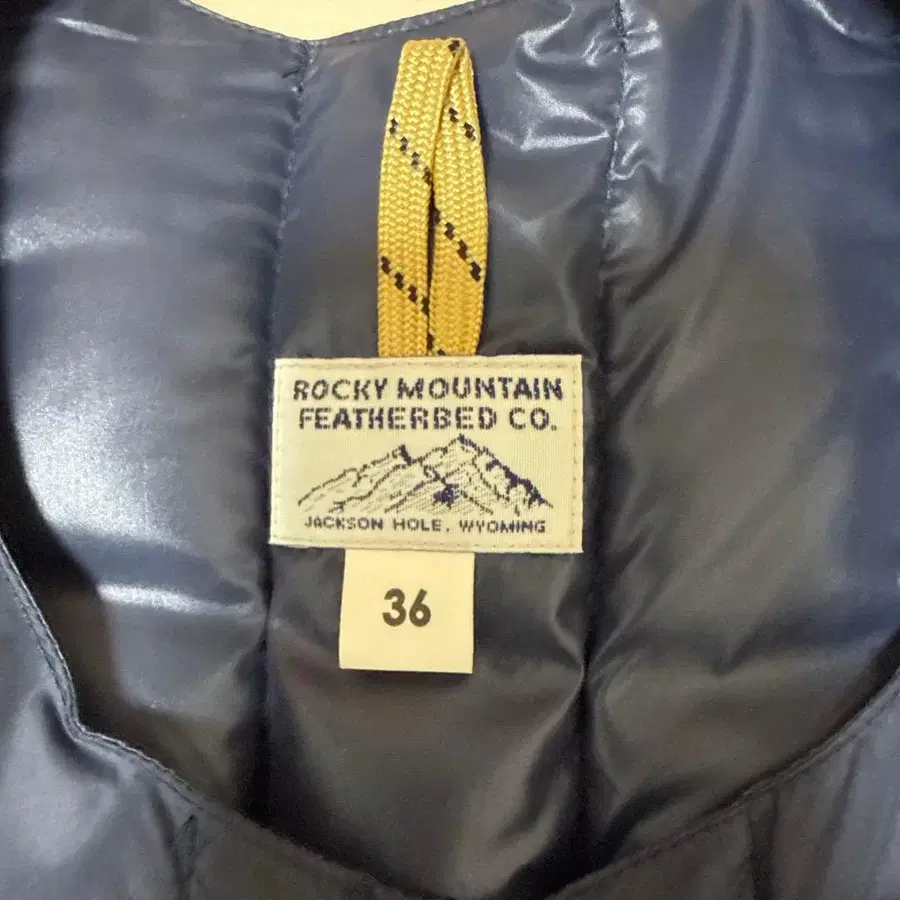 ROCKY MOUNTAIN
FEATHERBED CO.
JACKSON HOLE, WYOMING
36